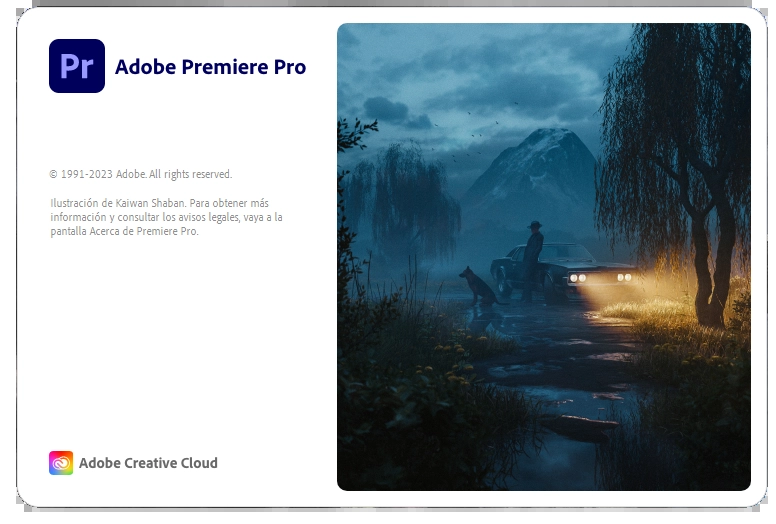 Pr
Adobe Premiere Pro
© 1991-2023 Adobe. All rights reserved.
Ilustración de Kaiwan Shaban. Para obtener más
información y consultar los avisos legales, vaya a la
pantalla Acerca de Premiere Pro.
Adobe Creative Cloud